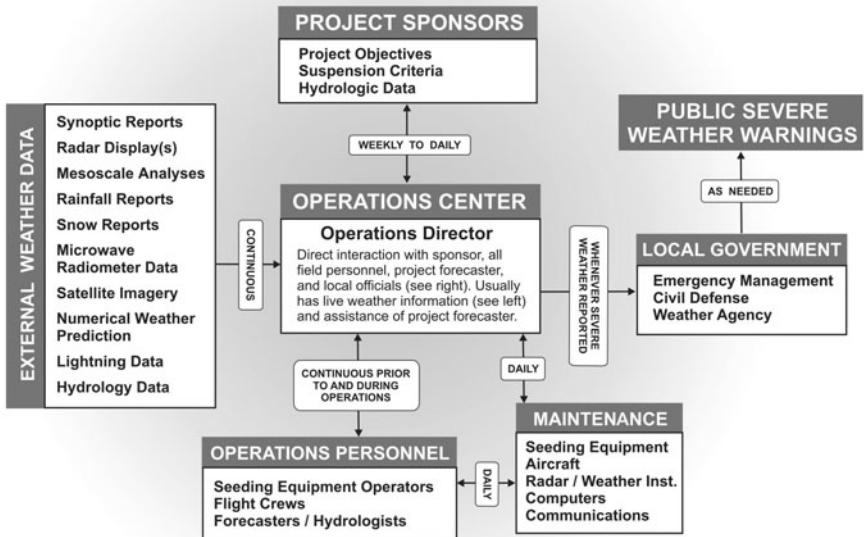 PROJECT SPONSORS
Project Objectives
Suspension Criteria
Hydrologic Data
WEEKLY TO DAILY
EXTERNAL WEATHER DATA
Synoptic Reports
Radar Display(s)
Mesoscale Analyses
Rainfall Reports
Snow Reports
Microwave
Radiometer Data
Satellite Imagery
Numerical Weather
Prediction
Lightning Data
Hydrology Data
CONTINUOUS
OPERATIONS CENTER
Operations Director
Direct interaction with sponsor, all
field personnel, project forecaster,
and local officials (see right). Usually
has live weather information (see left)
and assistance of project forecaster.
WHENEVER SEVERE
WEATHER REPORTED
PUBLIC SEVERE
WEATHER WARNINGS
AS NEEDED
LOCAL GOVERNMENT
Emergency Management
Civil Defense
Weather Agency
CONTINUOUS PRIOR
TO AND DURING
OPERATIONS
DAILY
OPERATIONS PERSONNEL
Seeding Equipment Operators
Flight Crews
Forecasters / Hydrologists
DAILY
MAINTENANCE
Seeding Equipment
Aircraft
Radar / Weather Inst.
Computers
Communications